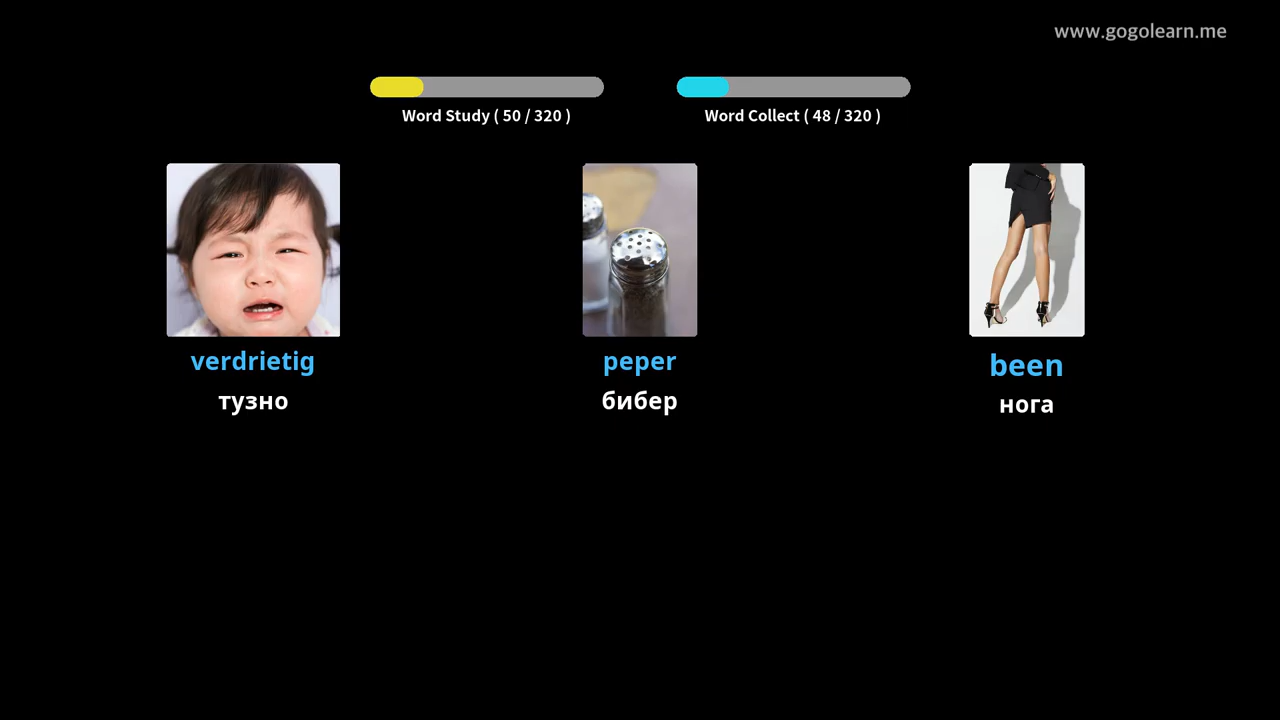 www.gogolearn.me
Word Study ( 50 / 320 )
Word Collect ( 48 / 320 )
verdrietig
тузно
peper
бибер
been
нога